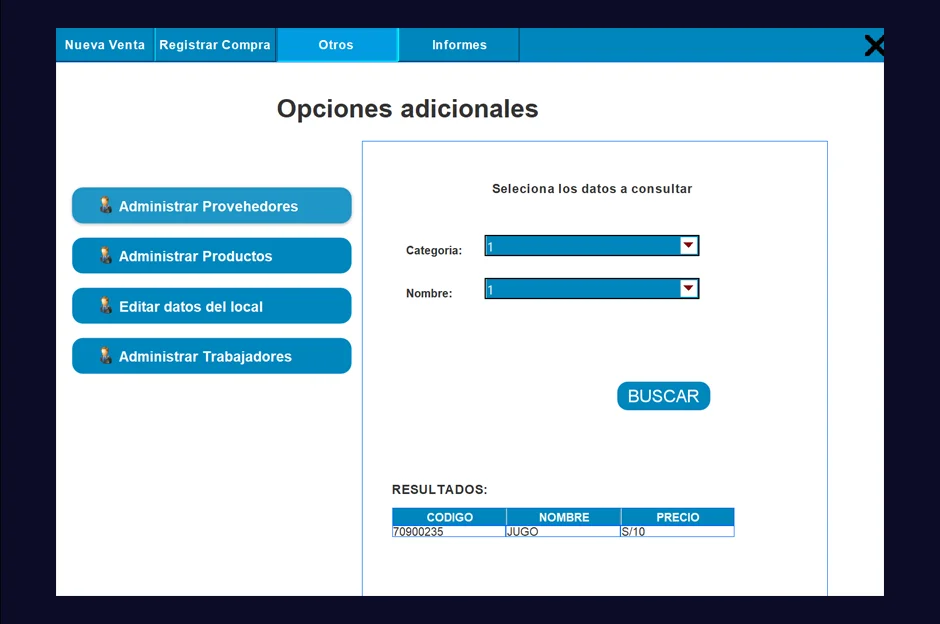 Nueva Venta
Registrar Compra
Otros
Informes
Opciones adicionales
Administrar Provehedores
Administrar Productos
Editar datos del local
Administrar Trabajadores
Seleciona los datos a consultar
Categoria: 1
Nombre: 1
BUSCAR
RESULTADOS:
CODIGO NOMBRE PRECIO
70900235 JUGO S/10